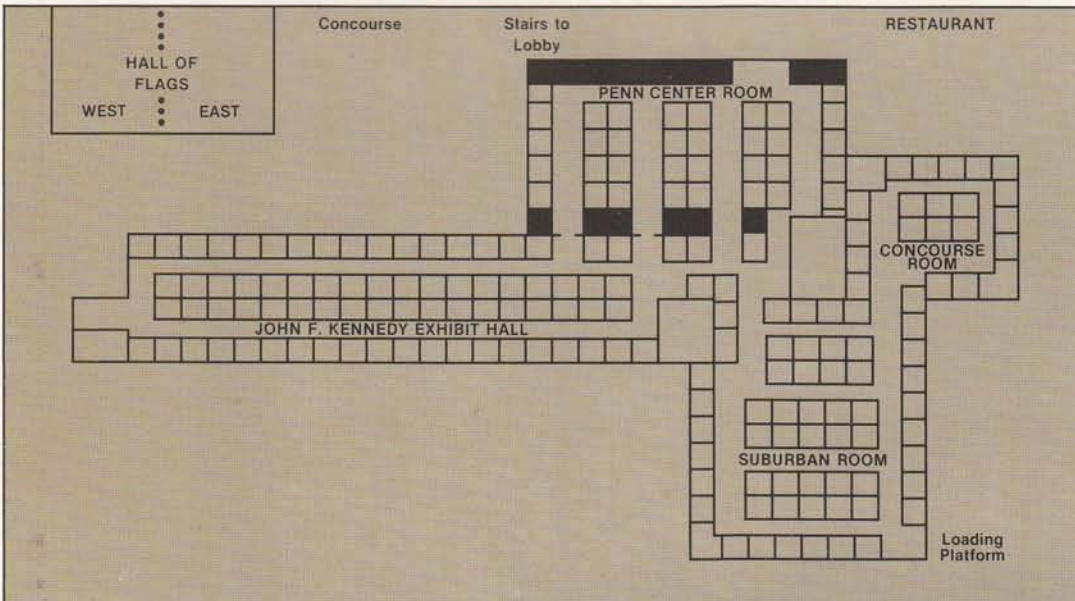 Concourse
Stairs to
Lobby
RESTAURANT
HALL OF
FLAGS
WEST
EAST
PENN CENTER ROOM
CONCOURSE
ROOM
JOHN F. KENNEDY EXHIBIT HALL
SUBURBAN ROOM
Loading
Platform